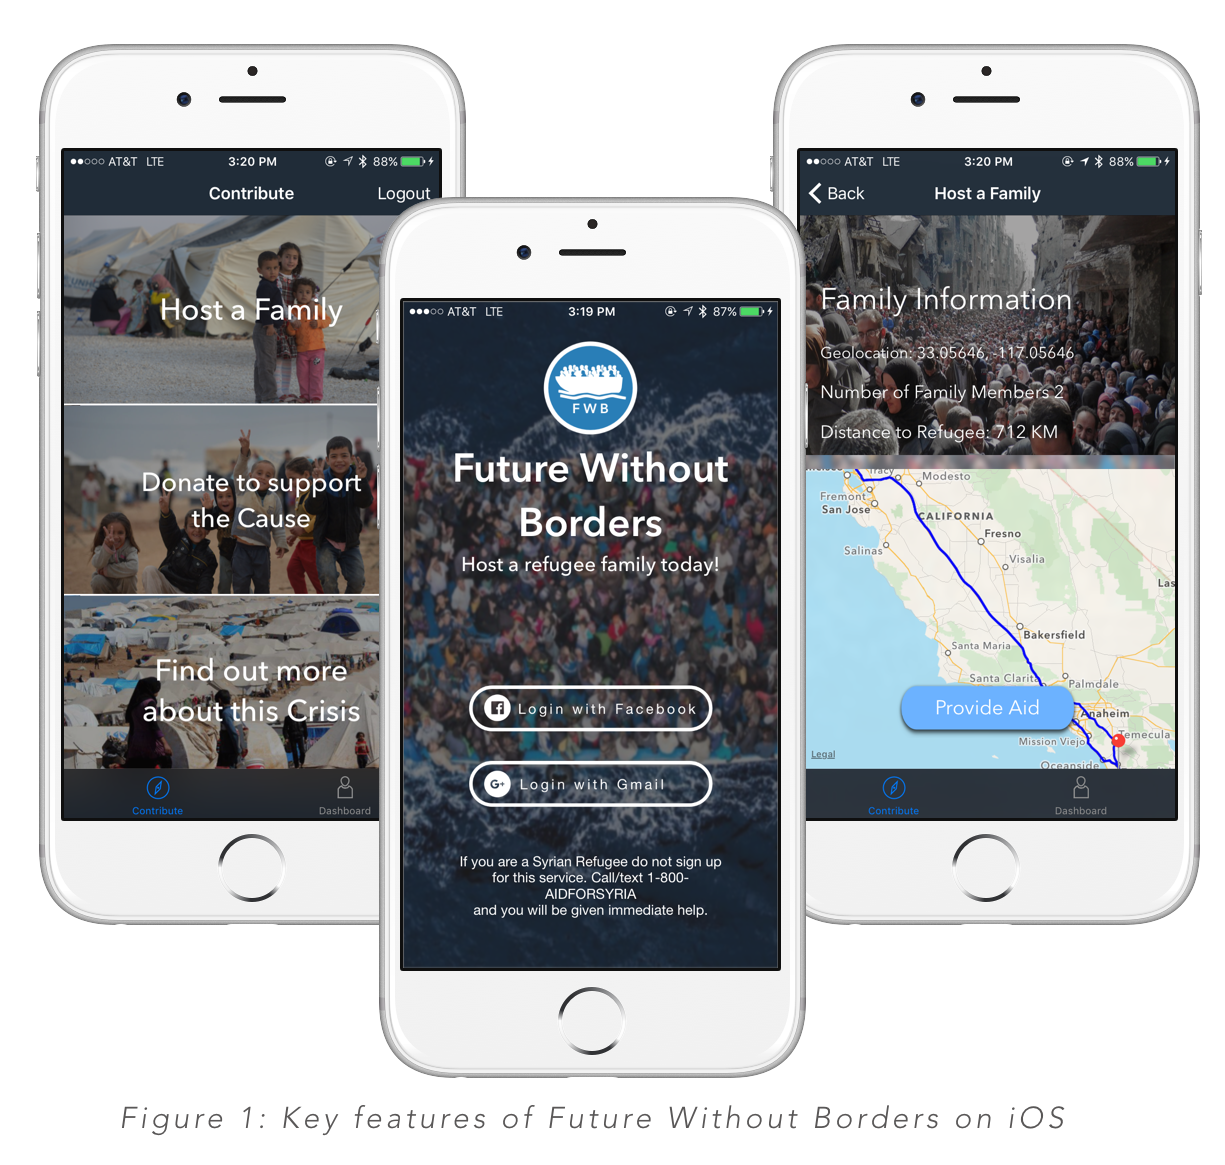 AT&T LTE 3:20 PM 88%
Contribute Logout
Host a Family
Donate to support
the Cause
Find out more
about this Crisis
Contribute Dashboard
AT&T LTE 3:19 PM 87%
FWB
Future Without
Borders
Host a refugee family today!
Login with Facebook
G+ Login with Gmail
If you are a Syrian Refugee do not sign up
for this service. Call/text 1-800-
AIDFORSYRIA
and you will be given immediate help.
AT&T LTE 3:20 PM 88%
Back Host a Family
Family Information
Geolocation: 33.05646, -117.05646
Number of Family Members 2
Distance to Refugee: 712 KM
Tracy
Modesto
Fremont
San Jose
CALIFORNIA
Fresno
Salinas
Visalia
Las
Bakersfield
Santa Maria
Santa Clarita
Palmdale
Provide Aid
Anaheim
Mission Viejo
Temecula
Legal
Oceanside
Contribute Dashboard
Figure 1: Key features of Future Without Borders on iOS